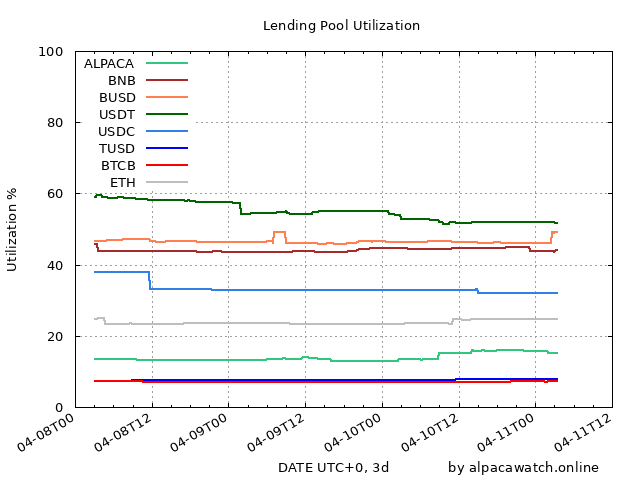 Lending Pool Utilization
100
80
60
40
20
0
Utilization %
ALPACA
BNB
BUSD
USDT
USDC
TUSD
BTCB
ETH
04-08T00
04-08T12
04-09T00
04-09T12
04-10T00
04-10T12
04-11T00
04-11T12
DATE UTC+0, 3d
by alpacawatch.online